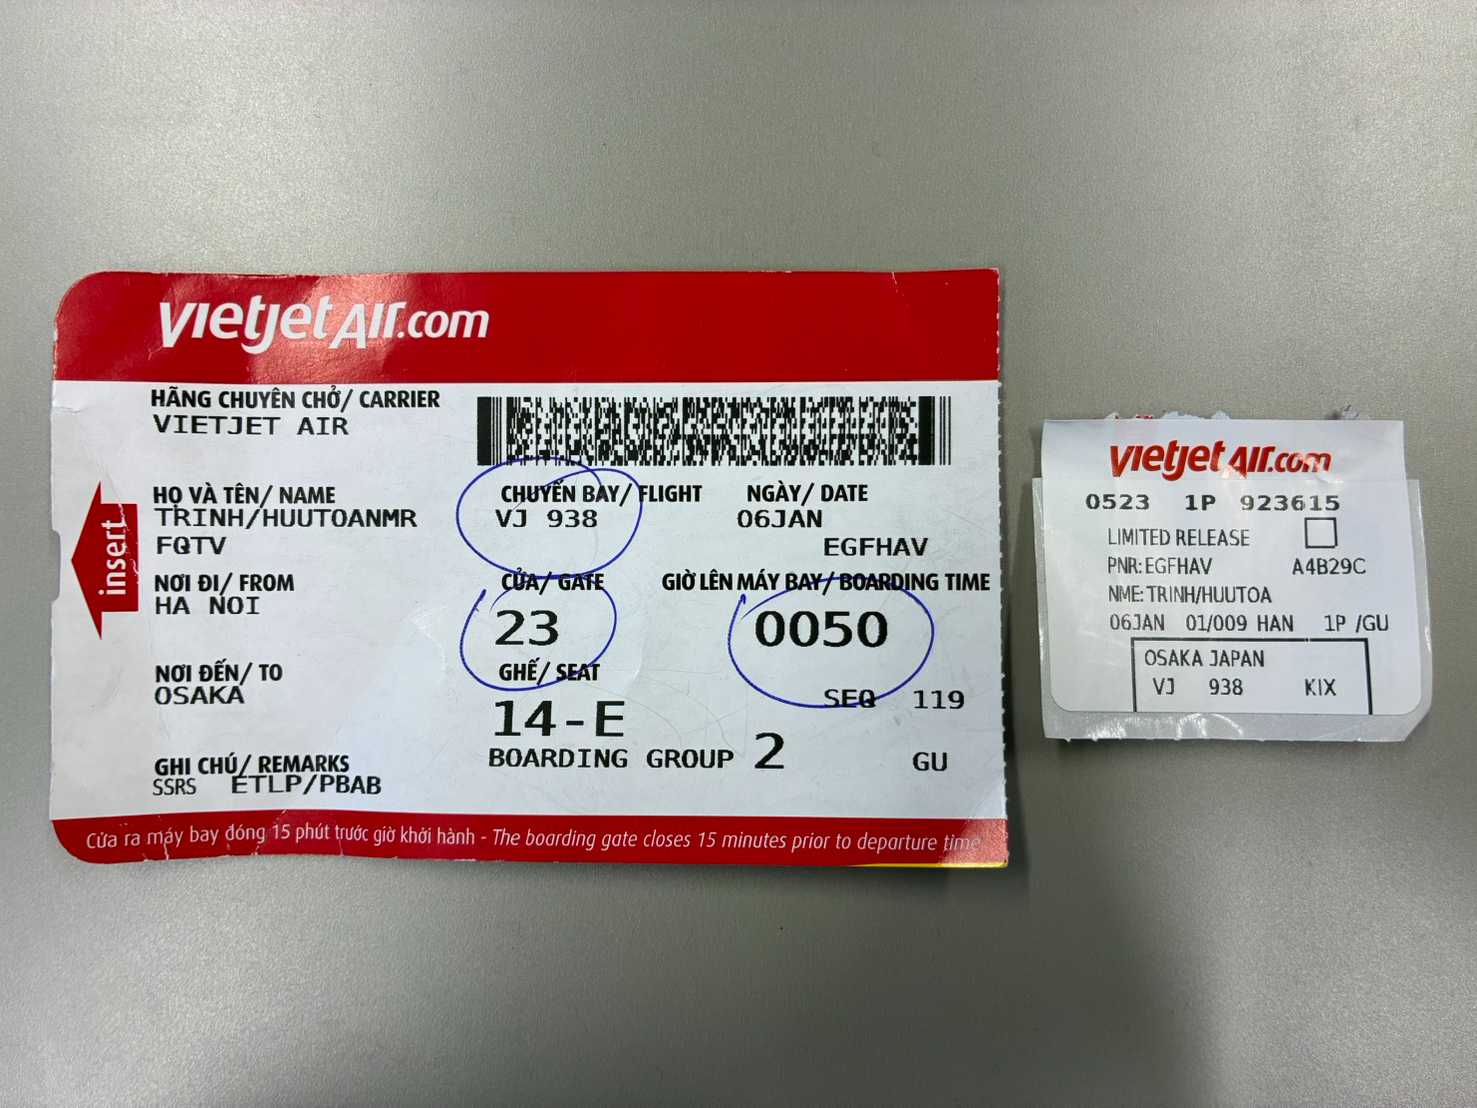 vietjetAir.com
HÃNG CHUYÊN CHỞ/ CARRIER
VIETJET AIR
HỌ VÀ TÊN/ NAME
TRINH/HUUTOANMR
FQTV
CHUYẾN BAY/ FLIGHT
VJ 938
NGÀY/ DATE
06JAN
EGFHAV
insert
NƠI ĐI/ FROM
HA NOI
CỬA/ GATE
23
GIỜ LÊN MÁY BAY/ BOARDING TIME
0050
NƠI ĐẾN/ TO
OSAKA
GHẾ/ SEAT
14-E
SEQ 119
BOARDING GROUP 2
GU
GHI CHÚ/ REMARKS
SSRS ETLP/PBAB
Cửa ra máy bay đóng 15 phút trước giờ khởi hành - The boarding gate closes 15 minutes prior to departure time
vietjetAir.com
0523 1P 923615
LIMITED RELEASE
PNR:EGFHAV A4B29C
NME:TRINH/HUUTOA
06JAN 01/009 HAN 1P /GU
OSAKA JAPAN
VJ 938 KIX